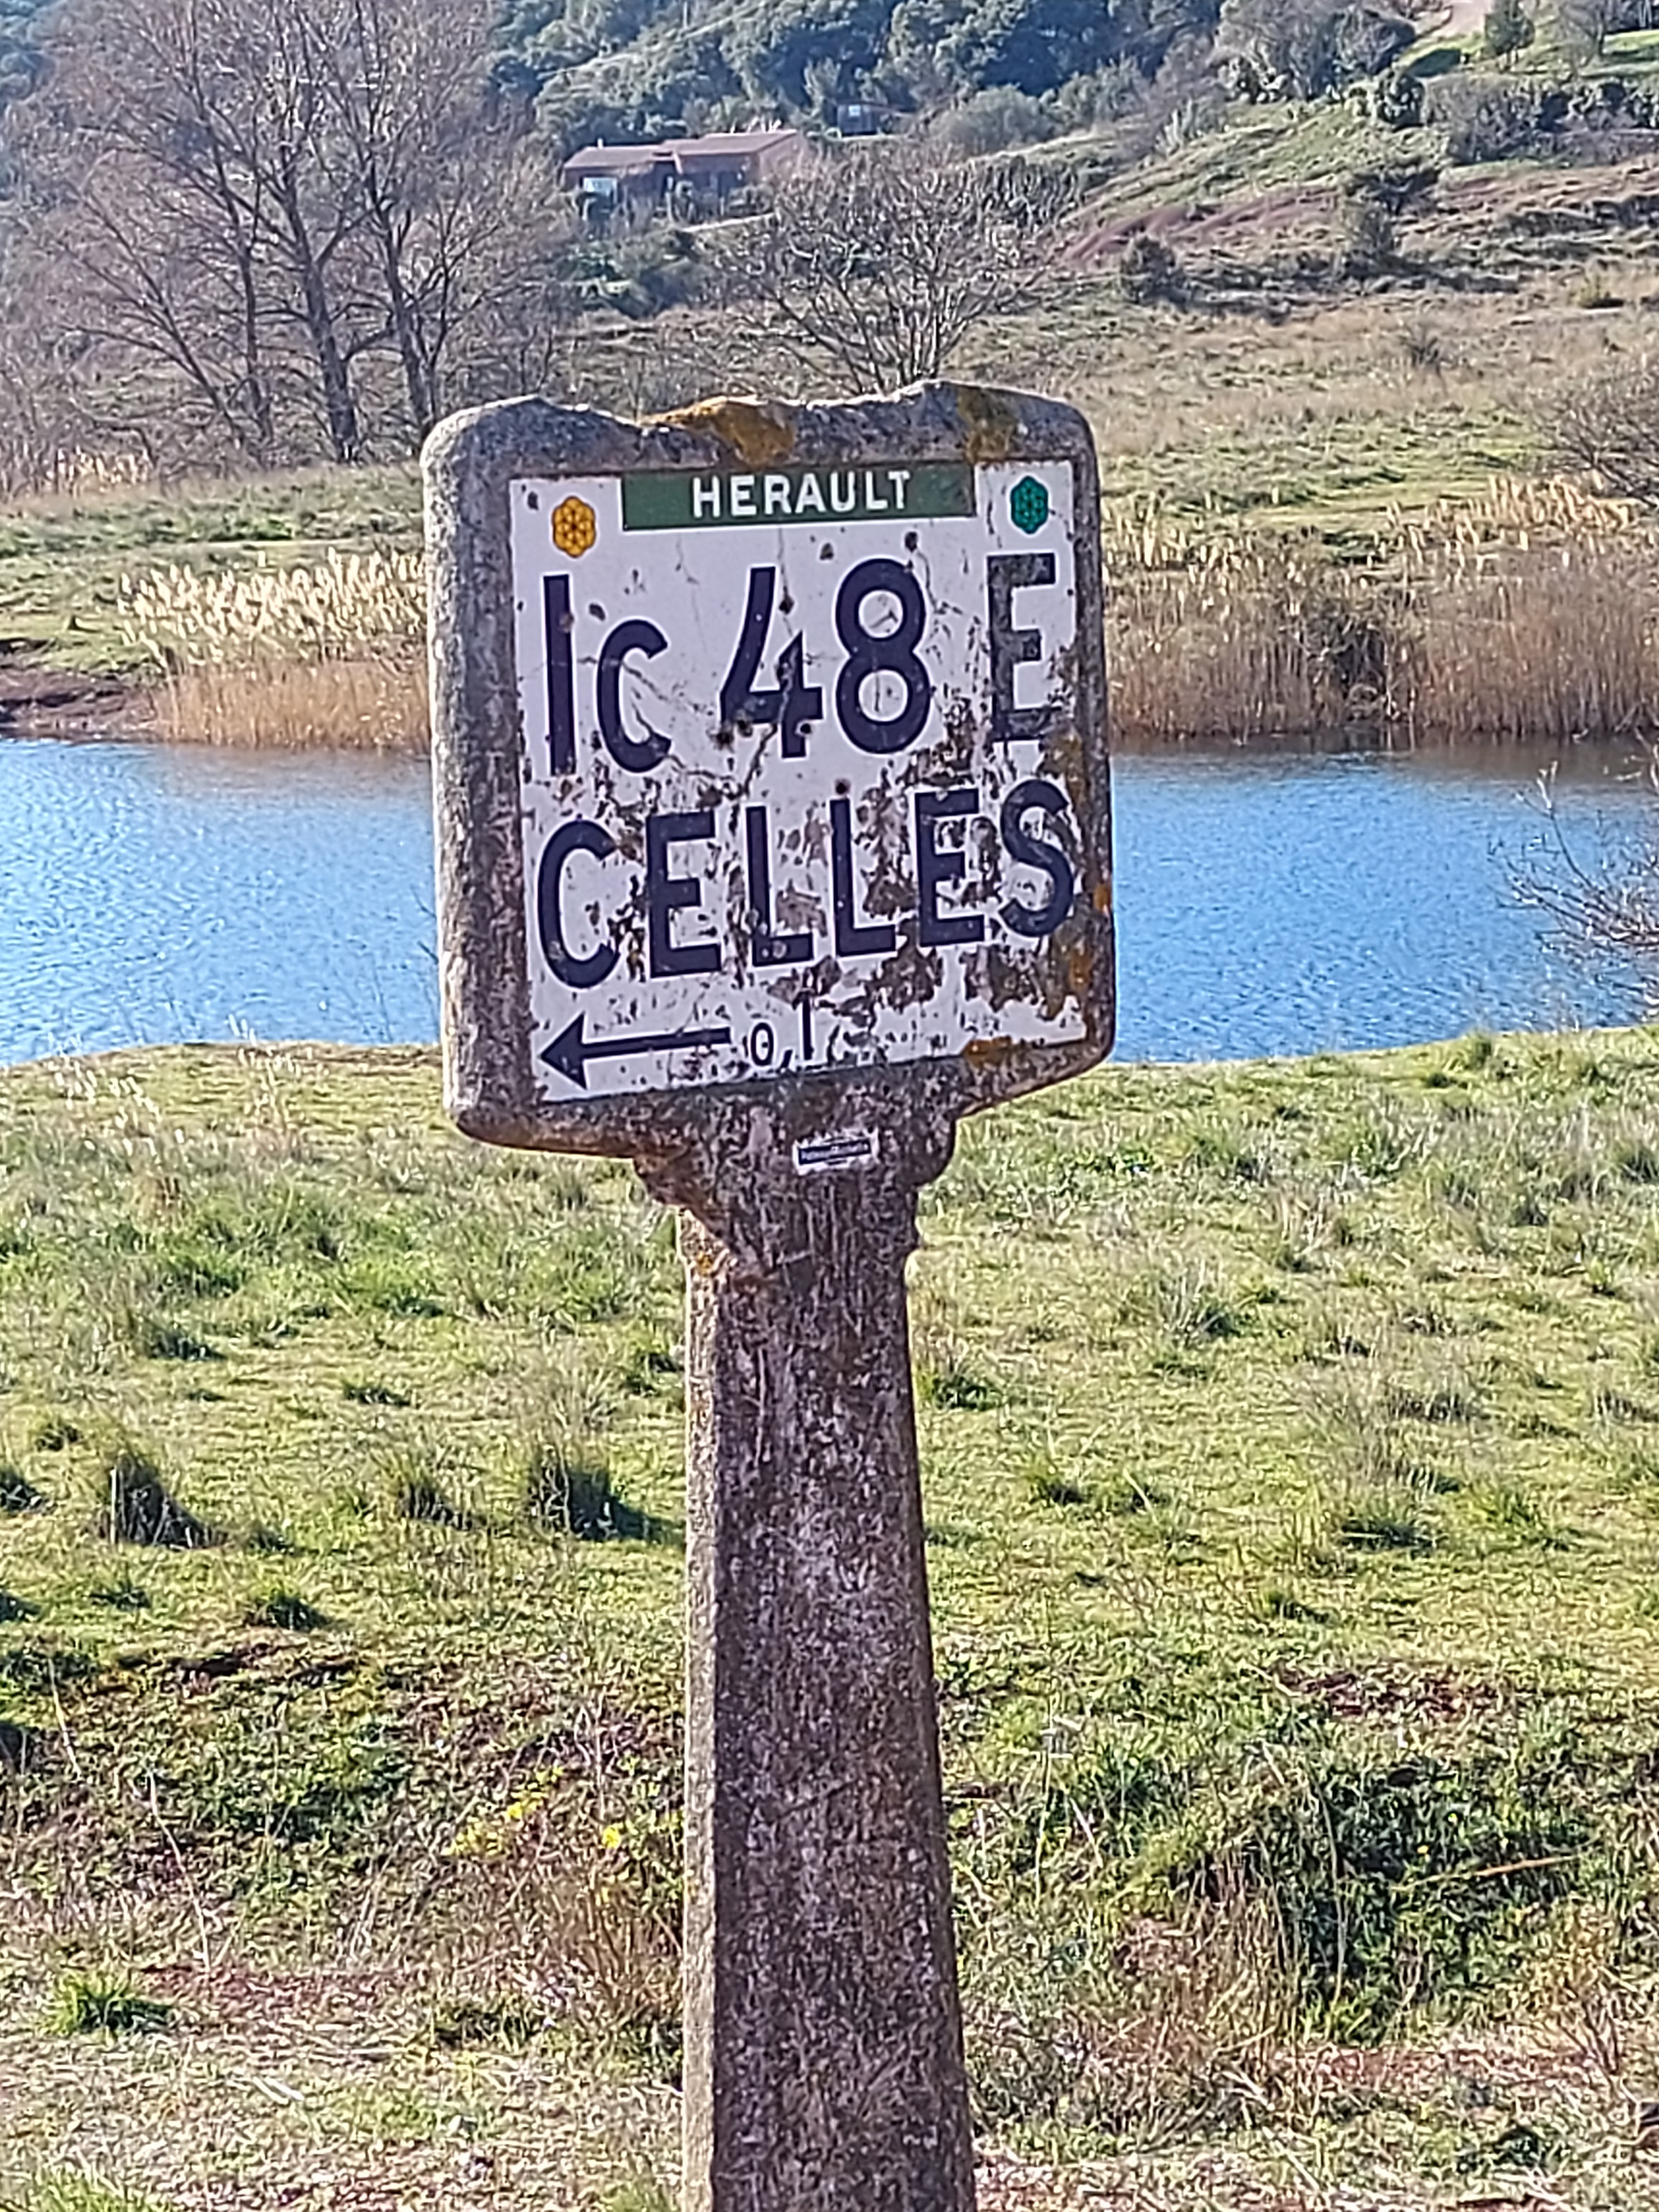 HERAULT
Ic 48 E
CELLES
0,1